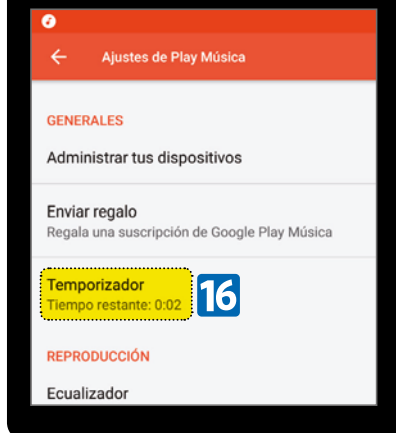 Ajustes de Play Música
GENERALES
Administrar tus dispositivos
Enviar regalo
Regala una suscripción de Google Play Música
Temporizador
Tiempo restante: 0:02
16
REPRODUCCIÓN
Ecualizador